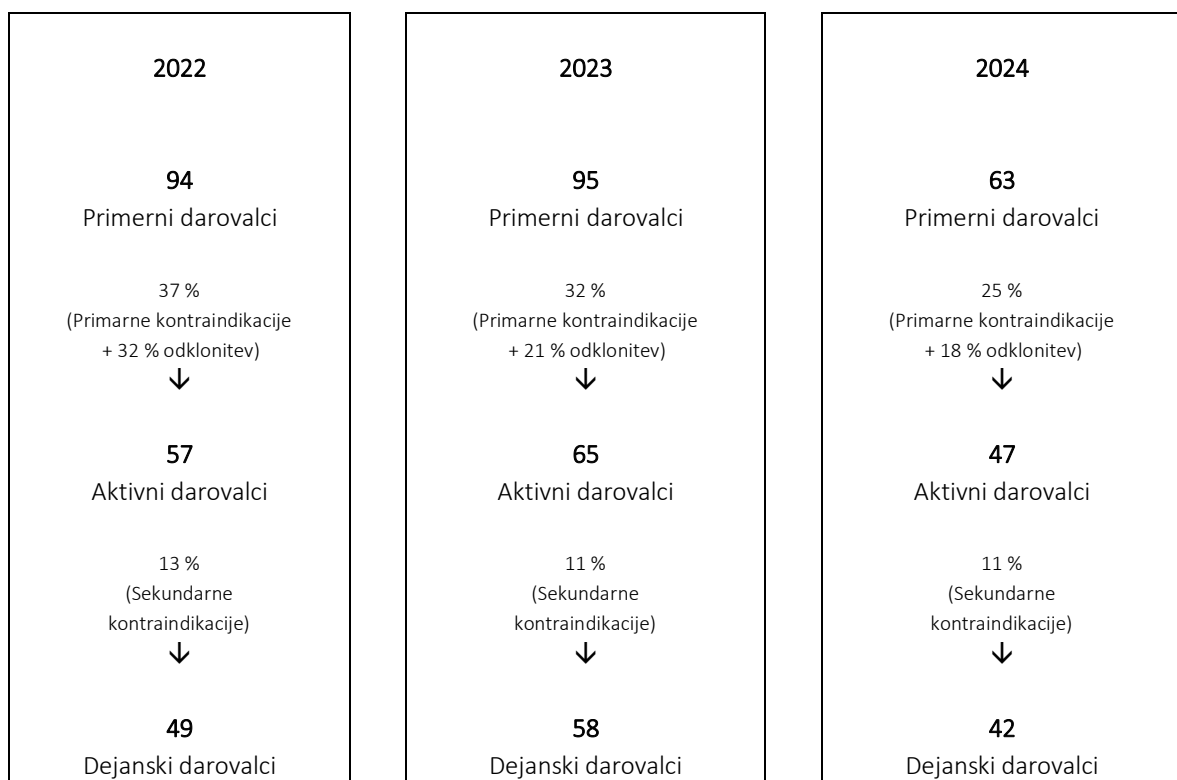 2022
94
Primerni darovalci
37 %
(Primarne kontraindikacije
+ 32 % odklonitev)
↓
57
Aktivni darovalci
13 %
(Sekundarne
kontraindikacije)
↓
49
Dejanski darovalci
2023
95
Primerni darovalci
32 %
(Primarne kontraindikacije
+ 21 % odklonitev)
↓
65
Aktivni darovalci
11 %
(Sekundarne
kontraindikacije)
↓
58
Dejanski darovalci
2024
63
Primerni darovalci
25 %
(Primarne kontraindikacije
+ 18 % odklonitev)
↓
47
Aktivni darovalci
11 %
(Sekundarne
kontraindikacije)
↓
42
Dejanski darovalci